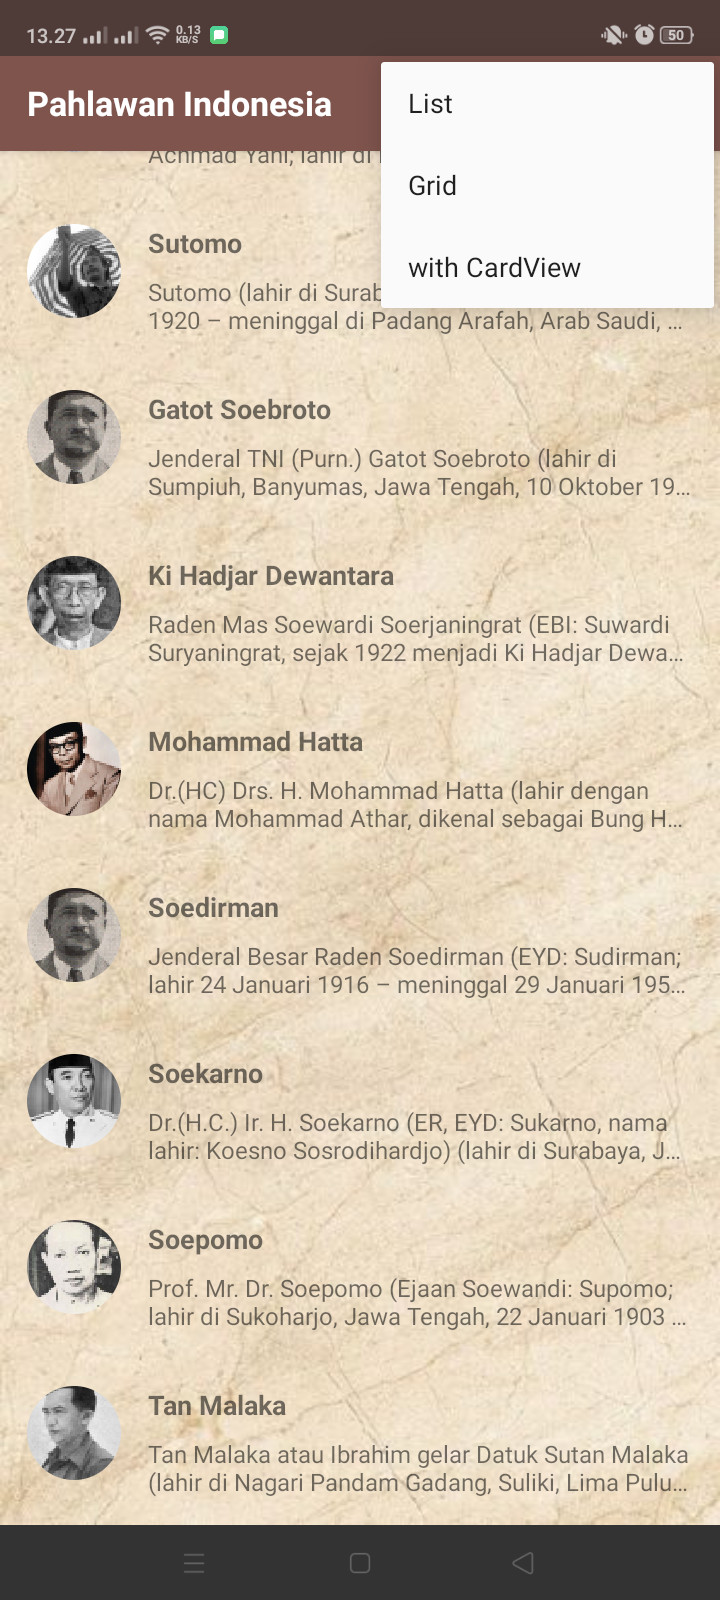 13.27
0.13
KB/S
50
Pahlawan Indonesia
List
Grid
with CardView
Achmad Yani; lahir di
Sutomo
Sutomo (lahir di Surab
1920 – meninggal di Padang Arafah, Arab Saudi, ...
Gatot Soebroto
Jenderal TNI (Purn.) Gatot Soebroto (lahir di
Sumpiuh, Banyumas, Jawa Tengah, 10 Oktober 19...
Ki Hadjar Dewantara
Raden Mas Soewardi Soerjaningrat (EBI: Suwardi
Suryaningrat, sejak 1922 menjadi Ki Hadjar Dewa...
Mohammad Hatta
Dr.(HC) Drs. H. Mohammad Hatta (lahir dengan
nama Mohammad Athar, dikenal sebagai Bung H...
Soedirman
Jenderal Besar Raden Soedirman (EYD: Sudirman;
lahir 24 Januari 1916 – meninggal 29 Januari 195...
Soekarno
Dr.(H.C.) Ir. H. Soekarno (ER, EYD: Sukarno, nama
lahir: Koesno Sosrodihardjo) (lahir di Surabaya, J...
Soepomo
Prof. Mr. Dr. Soepomo (Ejaan Soewandi: Supomo;
lahir di Sukoharjo, Jawa Tengah, 22 Januari 1903 ...
Tan Malaka
Tan Malaka atau Ibrahim gelar Datuk Sutan Malaka
(lahir di Nagari Pandam Gadang, Suliki, Lima Pulu...